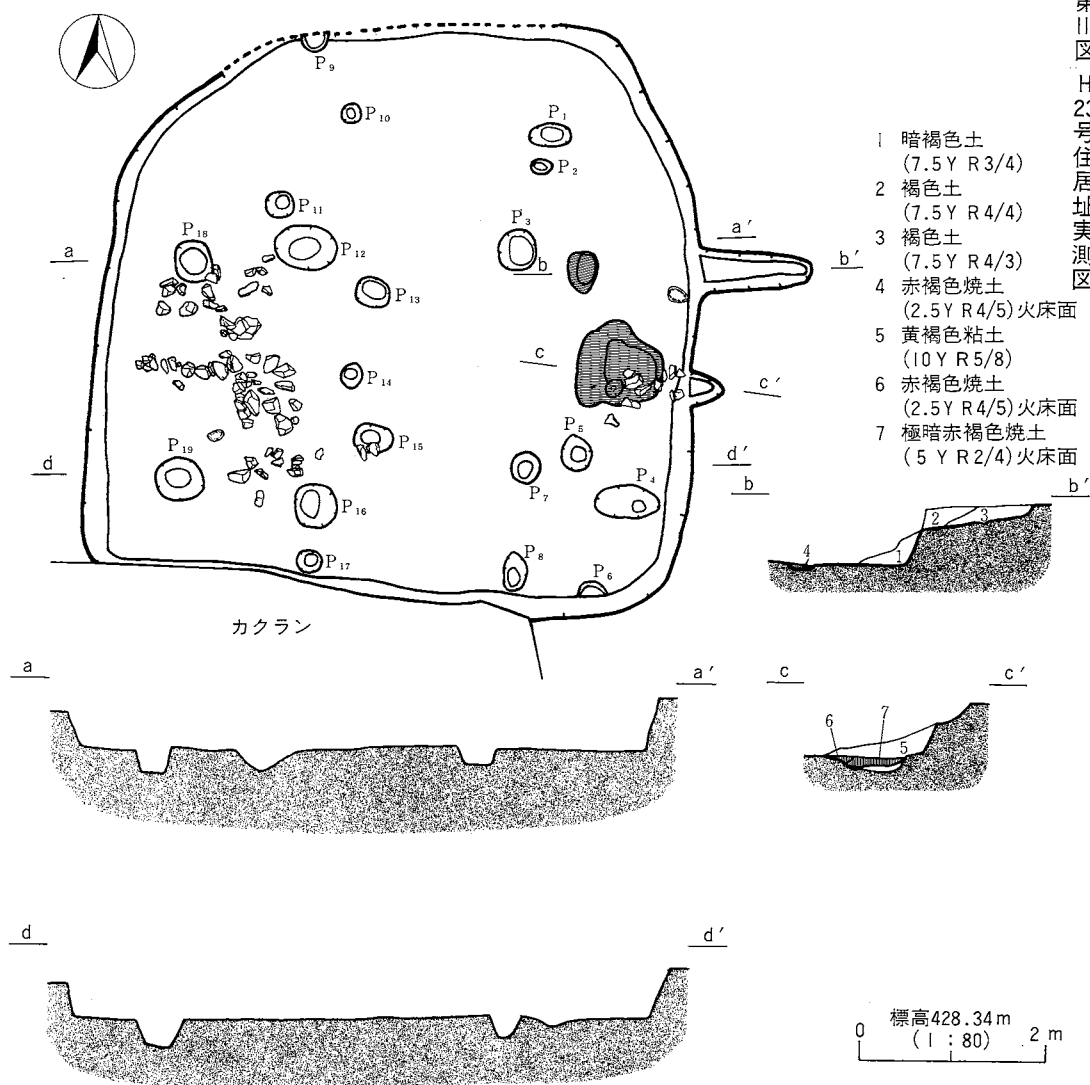 第11図 H23号住居址実測図
1 暗褐色土
(7.5Y R3/4)
2 褐色土
(7.5Y R4/4)
3 褐色土
(7.5Y R4/3)
4 赤褐色焼土
(2.5Y R4/5)火床面
5 黄褐色粘土
(10Y R5/8)
6 赤褐色焼土
(2.5Y R4/5)火床面
7 極暗赤褐色焼土
(5 Y R2/4)火床面
P9
P10
P1
P2
P11
P3
P18
P12
a
a′
b
b′
P13
c
c′
P14
P15
P5
P19
P7
P4
d
d′
P16
P17
P8
P6
カクラン
b
b′
2
3
1
4
a
a′
c
c′
6
7
5
d
d′
標高428.34m
(1:80)
0
2 m